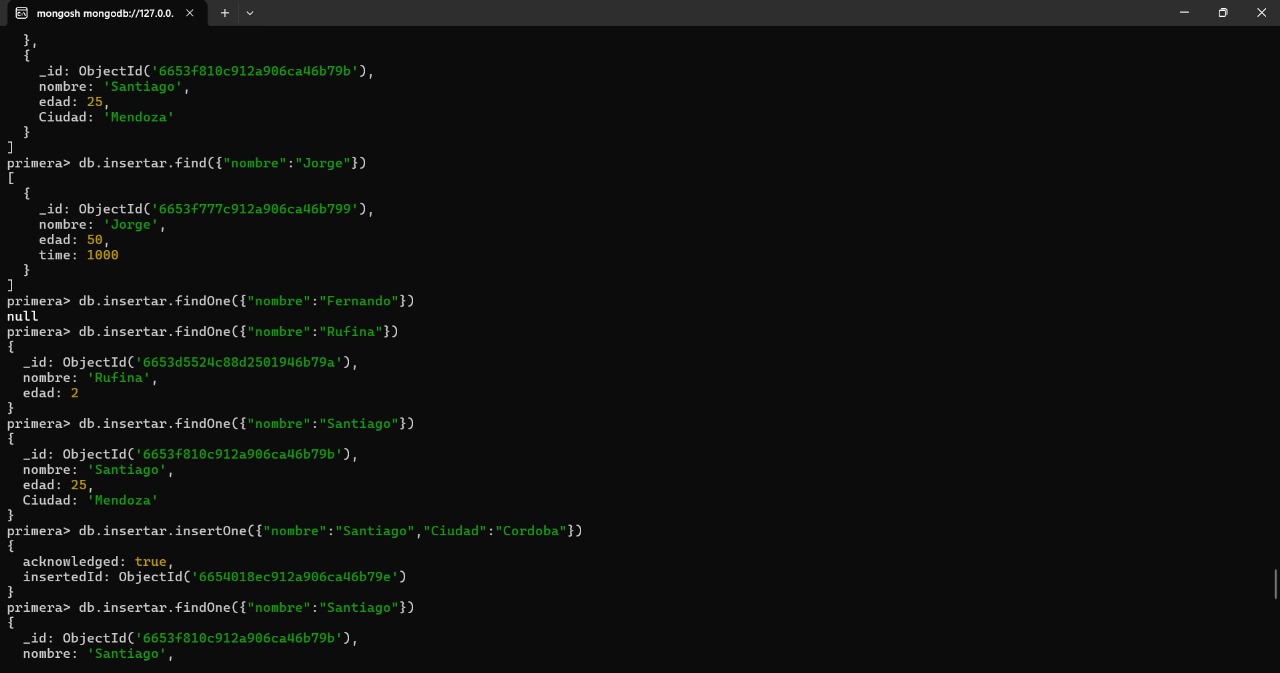 mongosh mongodb://127.0.0.
  },
  {
    _id: ObjectId('6653f810c912a906ca46b79b'),
    nombre: 'Santiago',
    edad: 25,
    Ciudad: 'Mendoza'
  }
]
primera> db.insertar.find({"nombre":"Jorge"})
[
  {
    _id: ObjectId('6653f777c912a906ca46b799'),
    nombre: 'Jorge',
    edad: 50,
    time: 1000
  }
]
primera> db.insertar.findOne({"nombre":"Fernando"})
null
primera> db.insertar.findOne({"nombre":"Rufina"})
{
  _id: ObjectId('6653d5524c88d2501946b79a'),
  nombre: 'Rufina',
  edad: 2
}
primera> db.insertar.findOne({"nombre":"Santiago"})
{
  _id: ObjectId('6653f810c912a906ca46b79b'),
  nombre: 'Santiago',
  edad: 25,
  Ciudad: 'Mendoza'
}
primera> db.insertar.insertOne({"nombre":"Santiago","Ciudad":"Cordoba"})
{
  acknowledged: true,
  insertedId: ObjectId('6654018ec912a906ca46b79e')
}
primera> db.insertar.findOne({"nombre":"Santiago"})
{
  _id: ObjectId('6653f810c912a906ca46b79b'),
  nombre: 'Santiago',